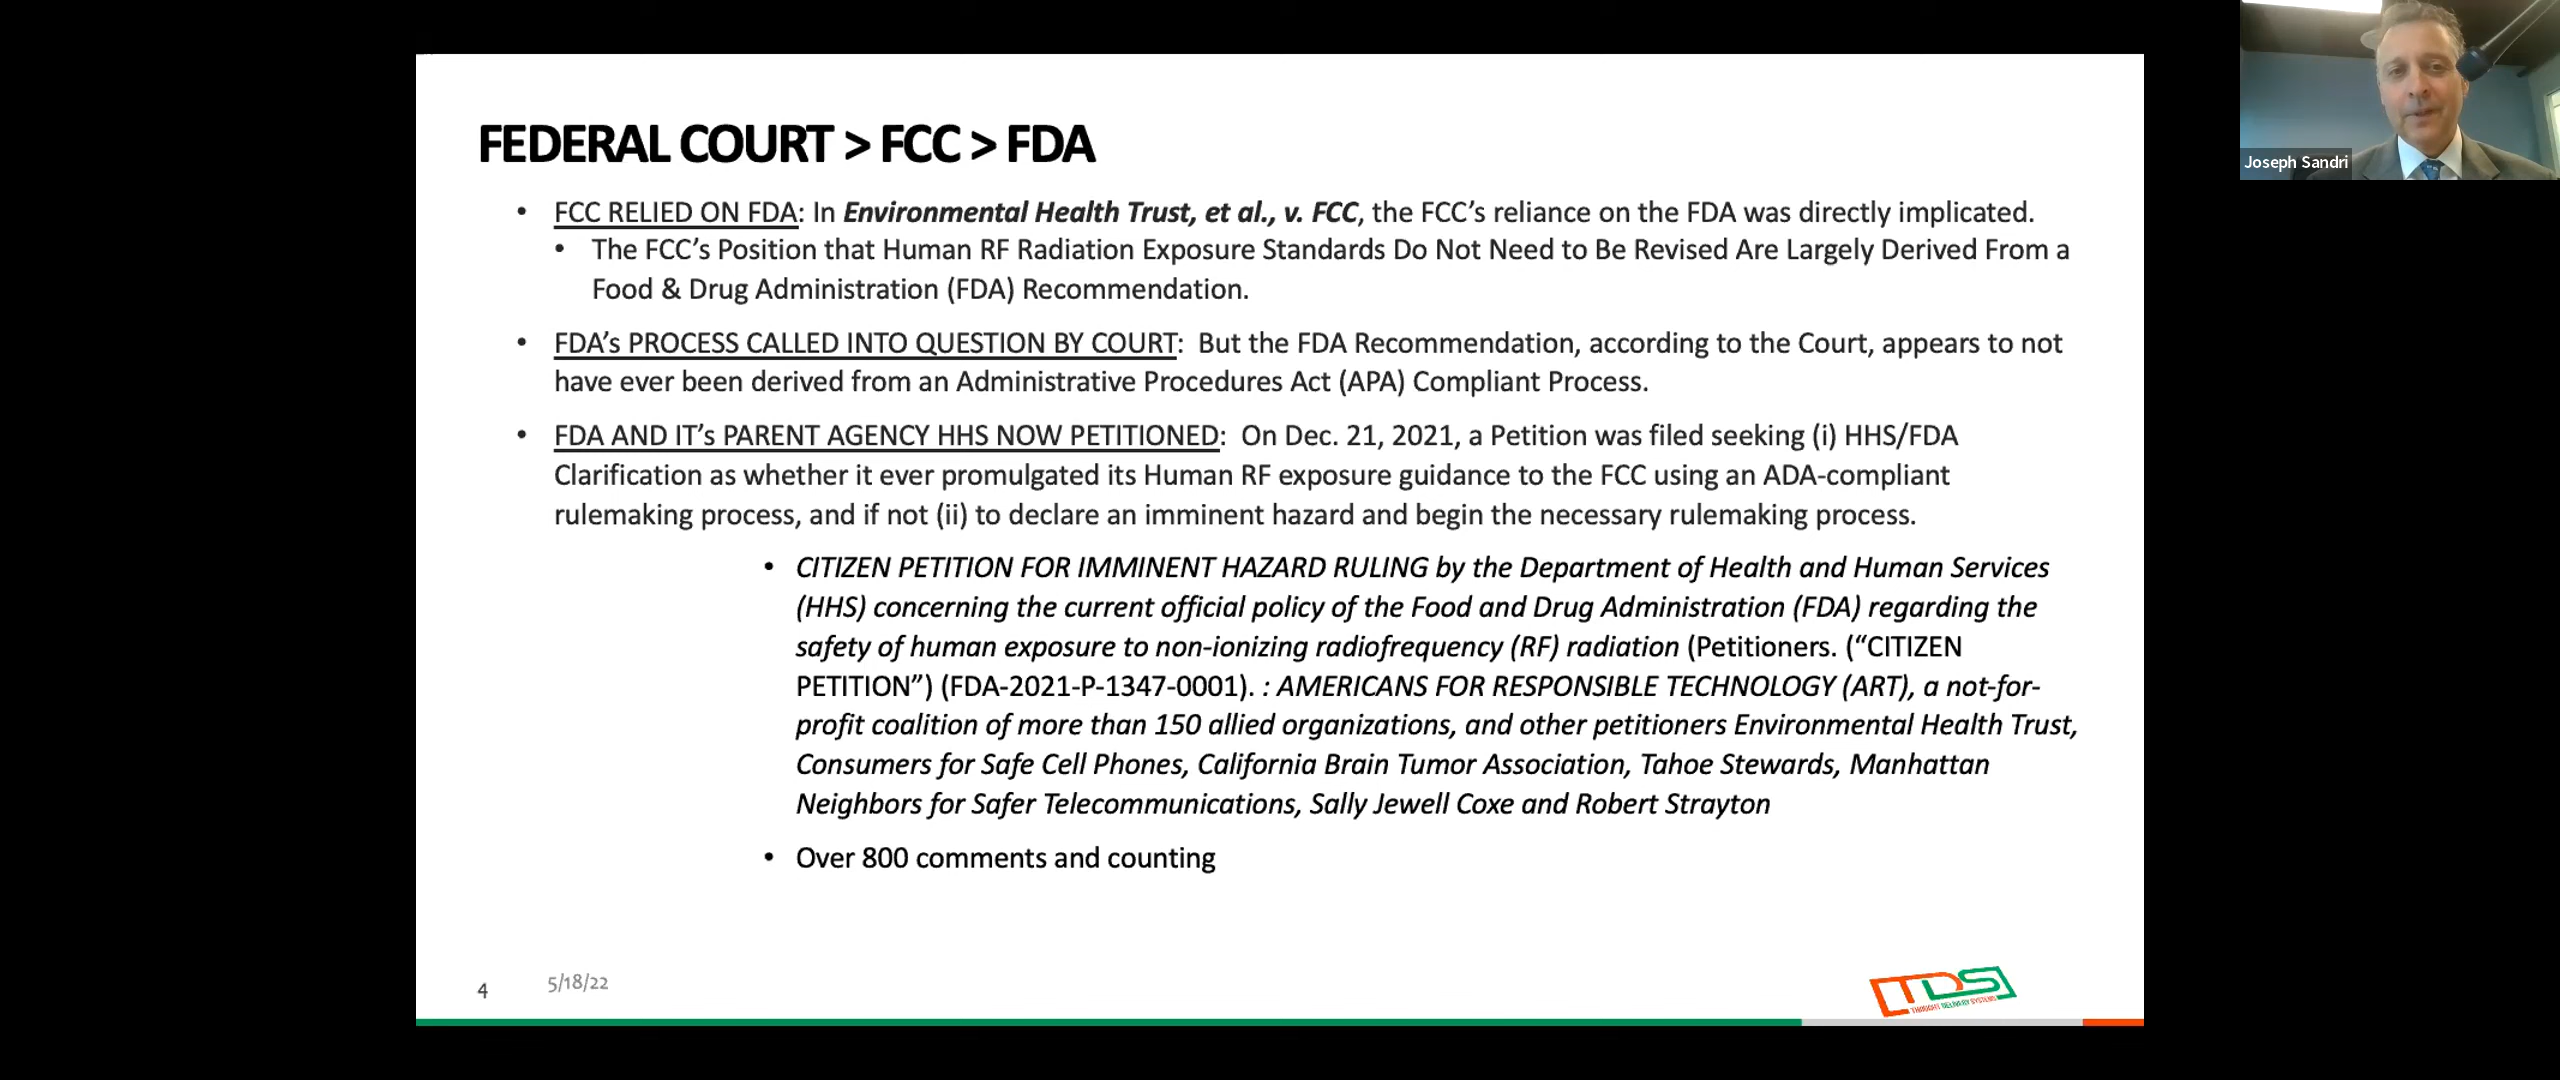 Joseph Sandri
FEDERAL COURT > FCC > FDA
• FCC RELIED ON FDA: In Environmental Health Trust, et al., v. FCC, the FCC’s reliance on the FDA was directly implicated.
• The FCC’s Position that Human RF Radiation Exposure Standards Do Not Need to Be Revised Are Largely Derived From a
Food & Drug Administration (FDA) Recommendation.
• FDA’s PROCESS CALLED INTO QUESTION BY COURT: But the FDA Recommendation, according to the Court, appears to not
have ever been derived from an Administrative Procedures Act (APA) Compliant Process.
• FDA AND IT’s PARENT AGENCY HHS NOW PETITIONED: On Dec. 21, 2021, a Petition was filed seeking (i) HHS/FDA
Clarification as whether it ever promulgated its Human RF exposure guidance to the FCC using an ADA-compliant
rulemaking process, and if not (ii) to declare an imminent hazard and begin the necessary rulemaking process.
• CITIZEN PETITION FOR IMMINENT HAZARD RULING by the Department of Health and Human Services
(HHS) concerning the current official policy of the Food and Drug Administration (FDA) regarding the
safety of human exposure to non-ionizing radiofrequency (RF) radiation (Petitioners. (“CITIZEN
PETITION”) (FDA-2021-P-1347-0001). : AMERICANS FOR RESPONSIBLE TECHNOLOGY (ART), a not-for-
profit coalition of more than 150 allied organizations, and other petitioners Environmental Health Trust,
Consumers for Safe Cell Phones, California Brain Tumor Association, Tahoe Stewards, Manhattan
Neighbors for Safer Telecommunications, Sally Jewell Coxe and Robert Strayton
• Over 800 comments and counting
4
5/18/22
TDS
THOUGHT DELIVERY SYSTEMS